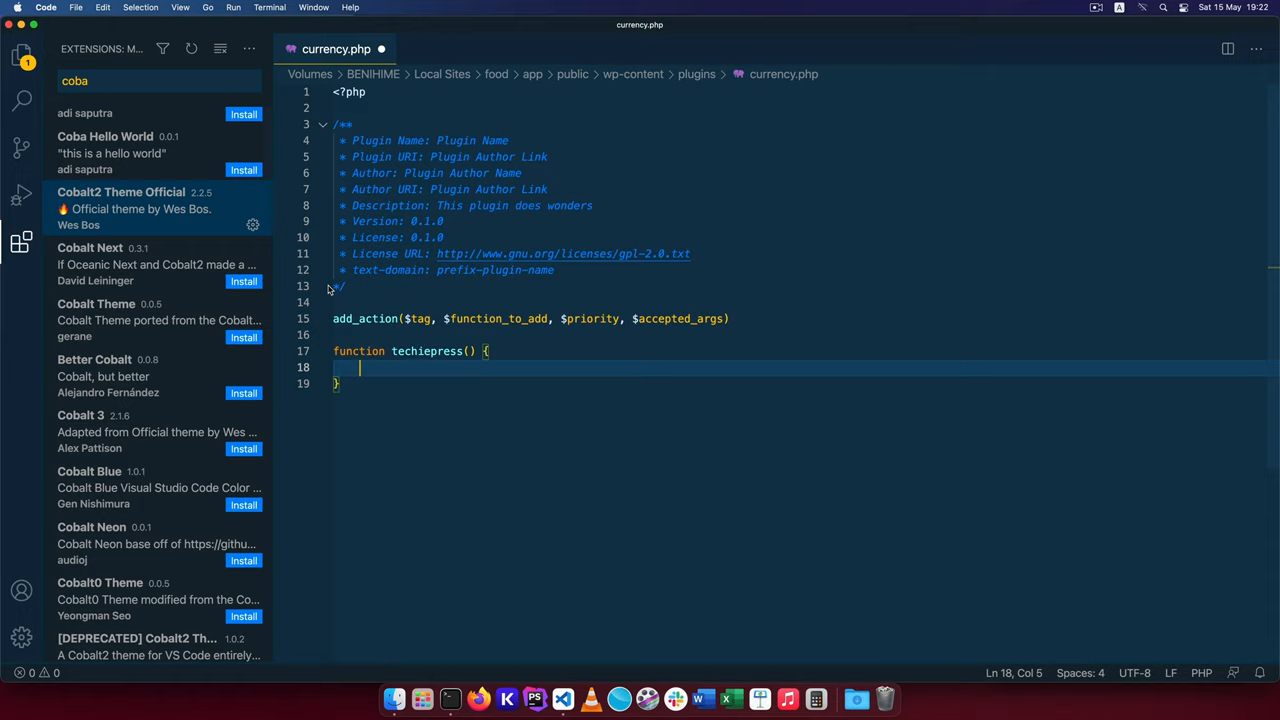 Code File Edit Selection View Go Run Terminal Window Help
A Sat 15 May 19:22
currency.php
EXTENSIONS: M...
1
coba
adi saputra
Install
Coba Hello World 0.0.1
"this is a hello world"
adi saputra
Install
Cobalt2 Theme Official 2.2.5
🔥 Official theme by Wes Bos.
Wes Bos
Cobalt Next 0.3.1
If Oceanic Next and Cobalt2 made a ...
David Leininger
Install
Cobalt Theme 0.0.5
Cobalt Theme ported from the Cobalt...
gerane
Install
Better Cobalt 0.0.8
Cobalt, but better
Alejandro Fernández
Install
Cobalt 3 2.1.6
Adapted from Official theme by Wes ...
Alex Pattison
Install
Cobalt Blue 1.0.1
Cobalt Blue Visual Studio Code Color ...
Gen Nishimura
Install
Cobalt Neon 0.0.1
Cobalt Neon base off of https://githu...
audioj
Install
Cobalt0 Theme 0.0.5
Cobalt0 Theme modified from the Co...
Yeongman Seo
Install
[DEPRECATED] Cobalt2 Th... 1.0.2
A Cobalt2 theme for VS Code entirely...
currency.php
Volumes > BENIHIME > Local Sites > food > app > public > wp-content > plugins > currency.php
1 <?php
2
3 /**
4 * Plugin Name: Plugin Name
5 * Plugin URI: Plugin Author Link
6 * Author: Plugin Author Name
7 * Author URI: Plugin Author Link
8 * Description: This plugin does wonders
9 * Version: 0.1.0
10 * License: 0.1.0
11 * License URL: http://www.gnu.org/licenses/gpl-2.0.txt
12 * text-domain: prefix-plugin-name
13 */
14
15 add_action($tag, $function_to_add, $priority, $accepted_args)
16
17 function techiepress() {
18
19 }
0 0
Ln 18, Col 5 Spaces: 4 UTF-8 LF PHP
K PS W X